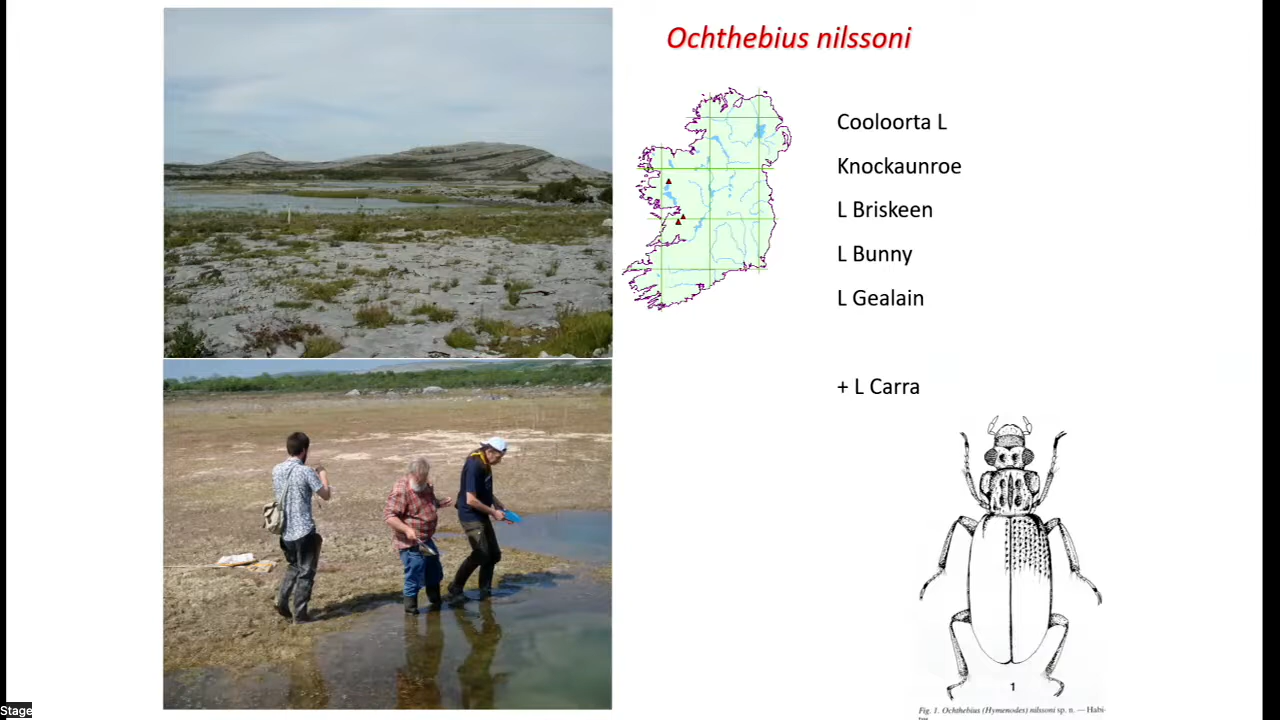 Ochthebius nilssoni
Cooloorta L
Knockaunroe
L Briskeen
L Bunny
L Gealain
+ L Carra
1
Fig. 1. Ochthebius (Hymenodes) nilssoni sp. n. — Habi-
Stage